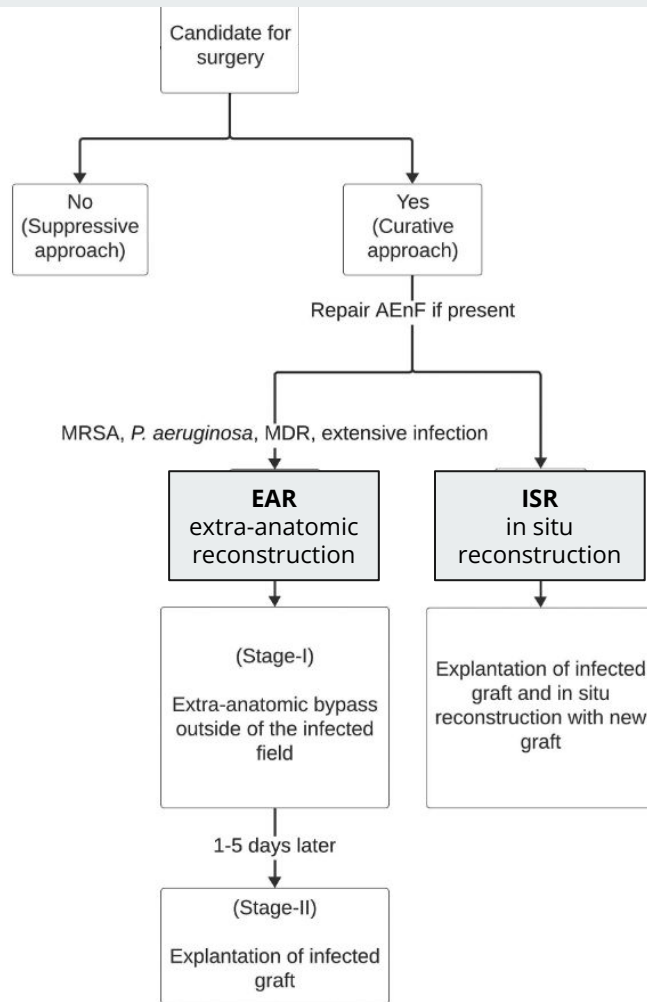 Candidate for
surgery
No
(Suppressive
approach)
Yes
(Curative
approach)
Repair AEnF if present
MRSA, P. aeruginosa, MDR, extensive infection
EAR
extra-anatomic
reconstruction
ISR
in situ
reconstruction
(Stage-I)
Extra-anatomic bypass
outside of the infected
field
Explantation of infected
graft and in situ
reconstruction with new
graft
1-5 days later
(Stage-II)
Explantation of infected
graft